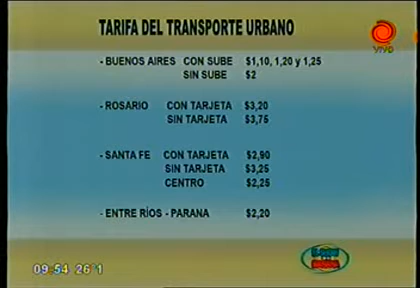 TARIFA DEL TRANSPORTE URBANO
VIVO
- BUENOS AIRES CON SUBE $1,10, 1,20 y 1,25
SIN SUBE $2
- ROSARIO CON TARJETA $3,20
SIN TARJETA $3,75
- SANTA FE CON TARJETA $2,90
SIN TARJETA $3,25
CENTRO $2,25
- ENTRE RÍOS - PARANA $2,20
09:54 26°1